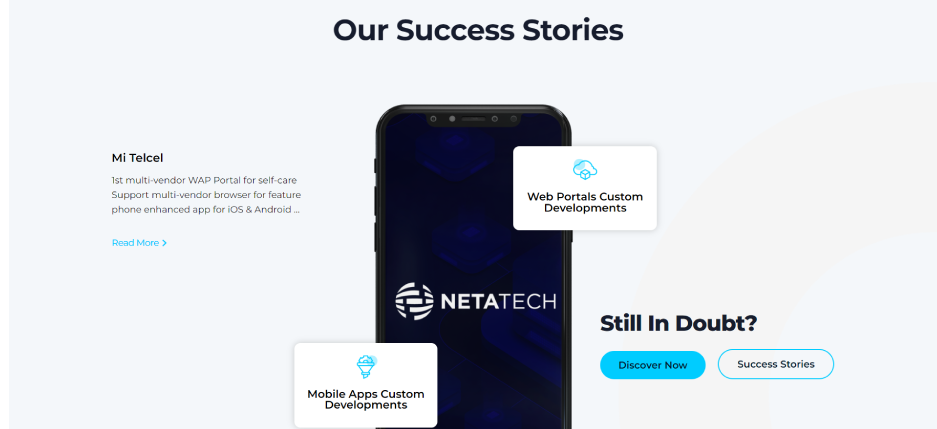 Our Success Stories
Mi Telcel
1st multi-vendor WAP Portal for self-care
Support multi-vendor browser for feature
phone enhanced app for iOS & Android ...
Read More
Web Portals Custom
Developments
NETATECH
Still In Doubt?
Discover Now
Success Stories
Mobile Apps Custom
Developments